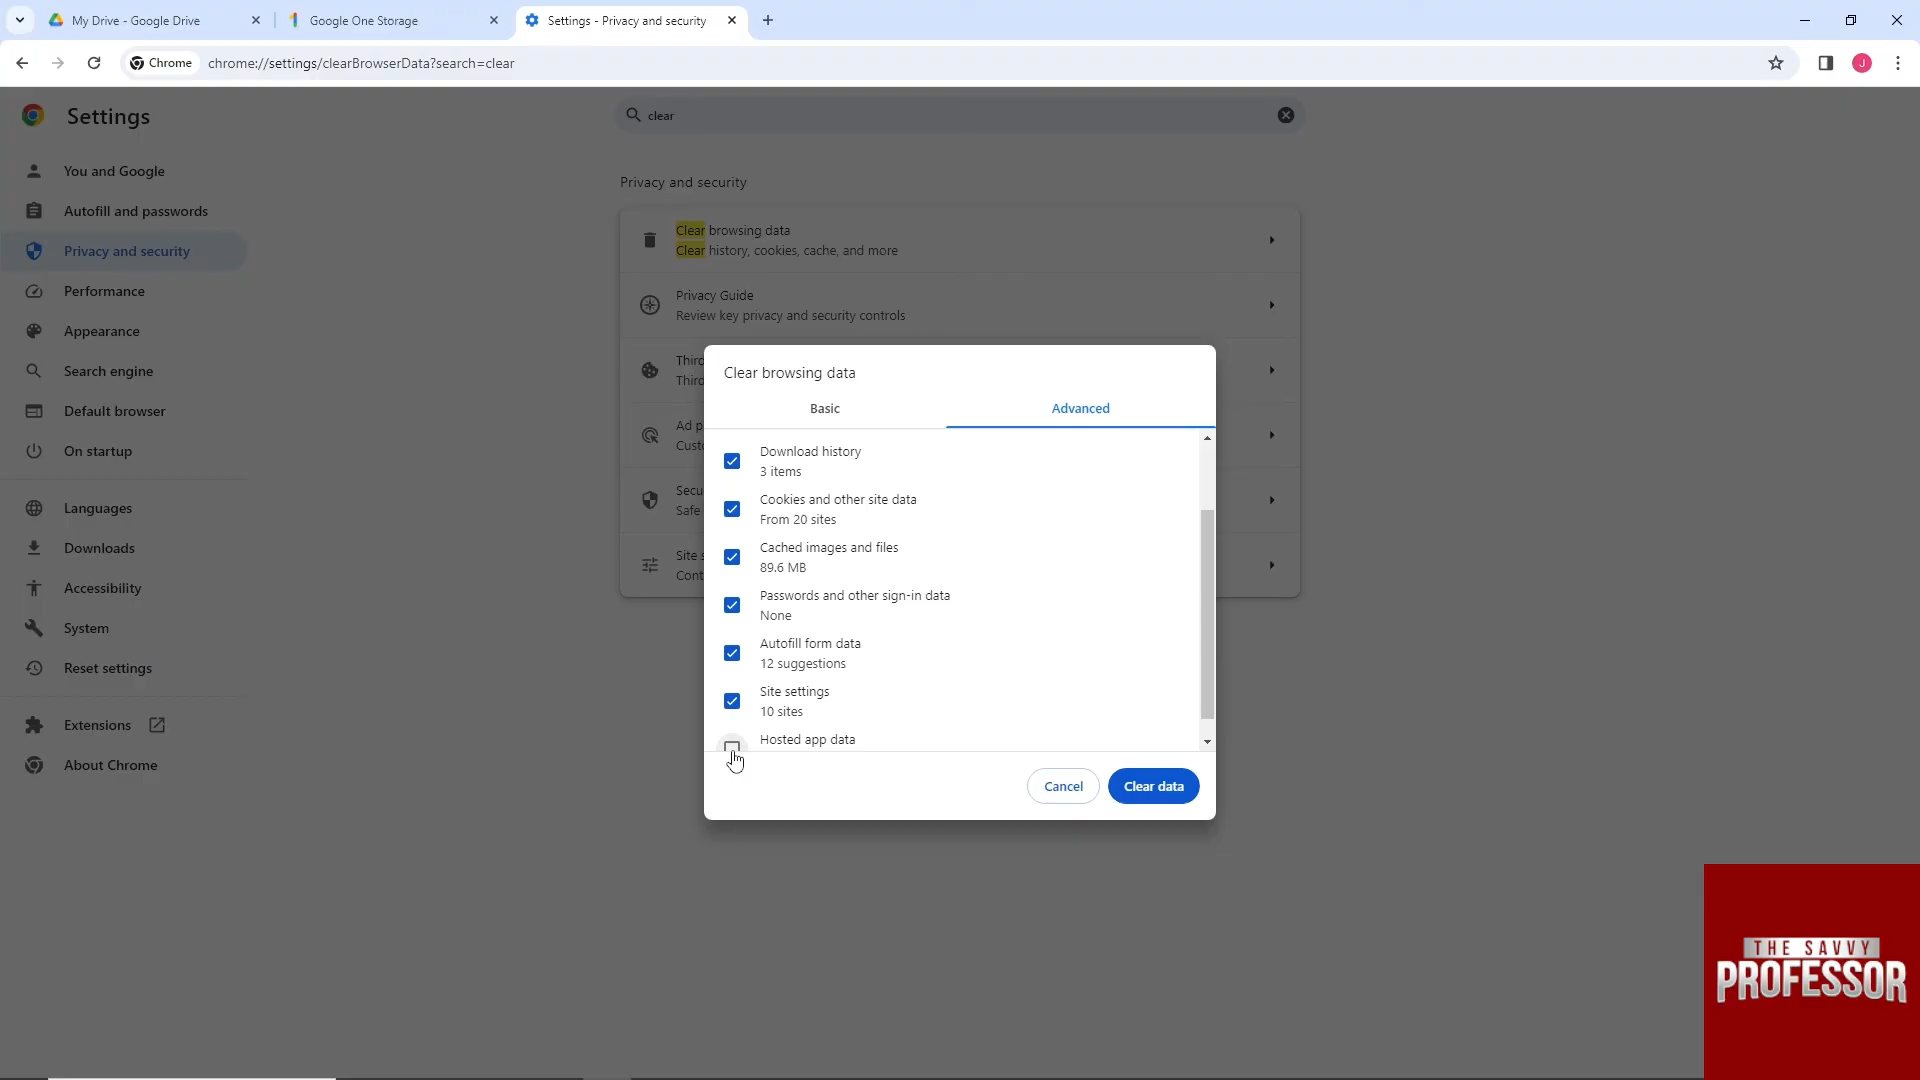 My Drive - Google Drive
Google One Storage
Settings - Privacy and security
Chrome
chrome://settings/clearBrowserData?search=clear
J
Settings
clear
You and Google
Autofill and passwords
Privacy and security
Performance
Appearance
Search engine
Default browser
On startup
Languages
Downloads
Accessibility
System
Reset settings
Extensions
About Chrome
Privacy and security
Clear browsing data
Clear history, cookies, cache, and more
Privacy Guide
Review key privacy and security controls
Third
Third
Ad p
Custo
Secu
Safe
Site s
Cont
Clear browsing data
Basic
Advanced
Download history
3 items
Cookies and other site data
From 20 sites
Cached images and files
89.6 MB
Passwords and other sign-in data
None
Autofill form data
12 suggestions
Site settings
10 sites
Hosted app data
Cancel
Clear data
THE SAVVY
PROFESSOR